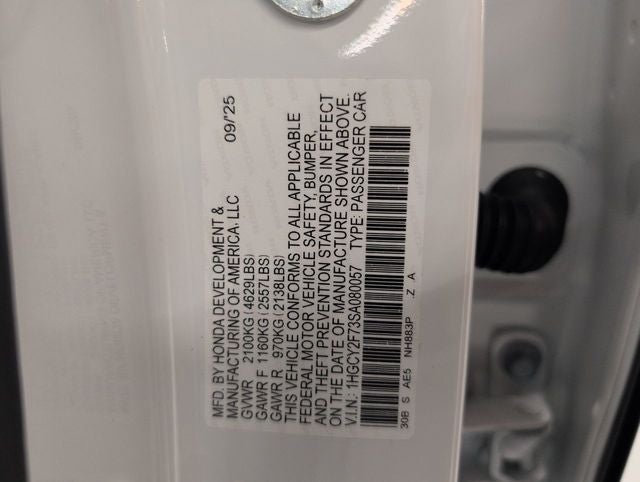 MFD. BY HONDA DEVELOPMENT &
MANUFACTURING OF AMERICA, LLC 09/'25
GVWR 2100KG (4629LBS)
GAWR F 1160KG (2557LBS)
GAWR R 970KG (2138LBS)
THIS VEHICLE CONFORMS TO ALL APPLICABLE
FEDERAL MOTOR VEHICLE SAFETY, BUMPER,
AND THEFT PREVENTION STANDARDS IN EFFECT
ON THE DATE OF MANUFACTURE SHOWN ABOVE.
V.I.N.: 1HGCY2F73SA080057 TYPE: PASSENGER CAR
30B S AE5 NH883P .Z A